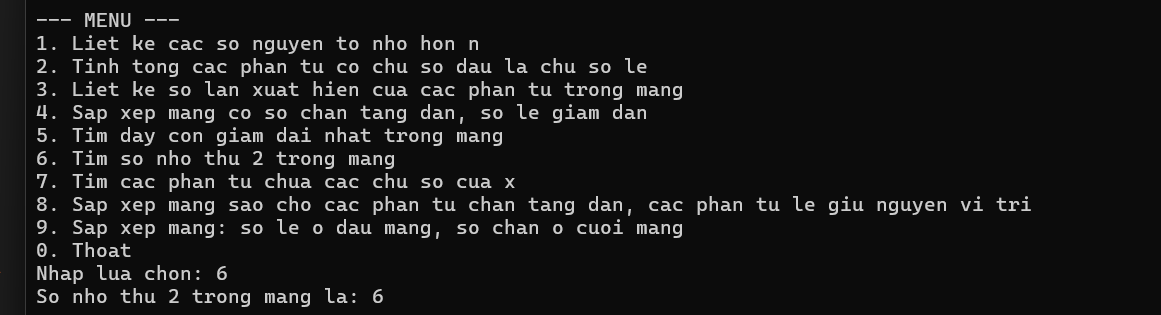 --- MENU ---
1. Liet ke cac so nguyen to nho hon n
2. Tinh tong cac phan tu co chu so dau la chu so le
3. Liet ke so lan xuat hien cua cac phan tu trong mang
4. Sap xep mang co so chan tang dan, so le giam dan
5. Tim day con giam dai nhat trong mang
6. Tim so nho thu 2 trong mang
7. Tim cac phan tu chua cac chu so cua x
8. Sap xep mang sao cho cac phan tu chan tang dan, cac phan tu le giu nguyen vi tri
9. Sap xep mang: so le o dau mang, so chan o cuoi mang
0. Thoat
Nhap lua chon: 6
So nho thu 2 trong mang la: 6